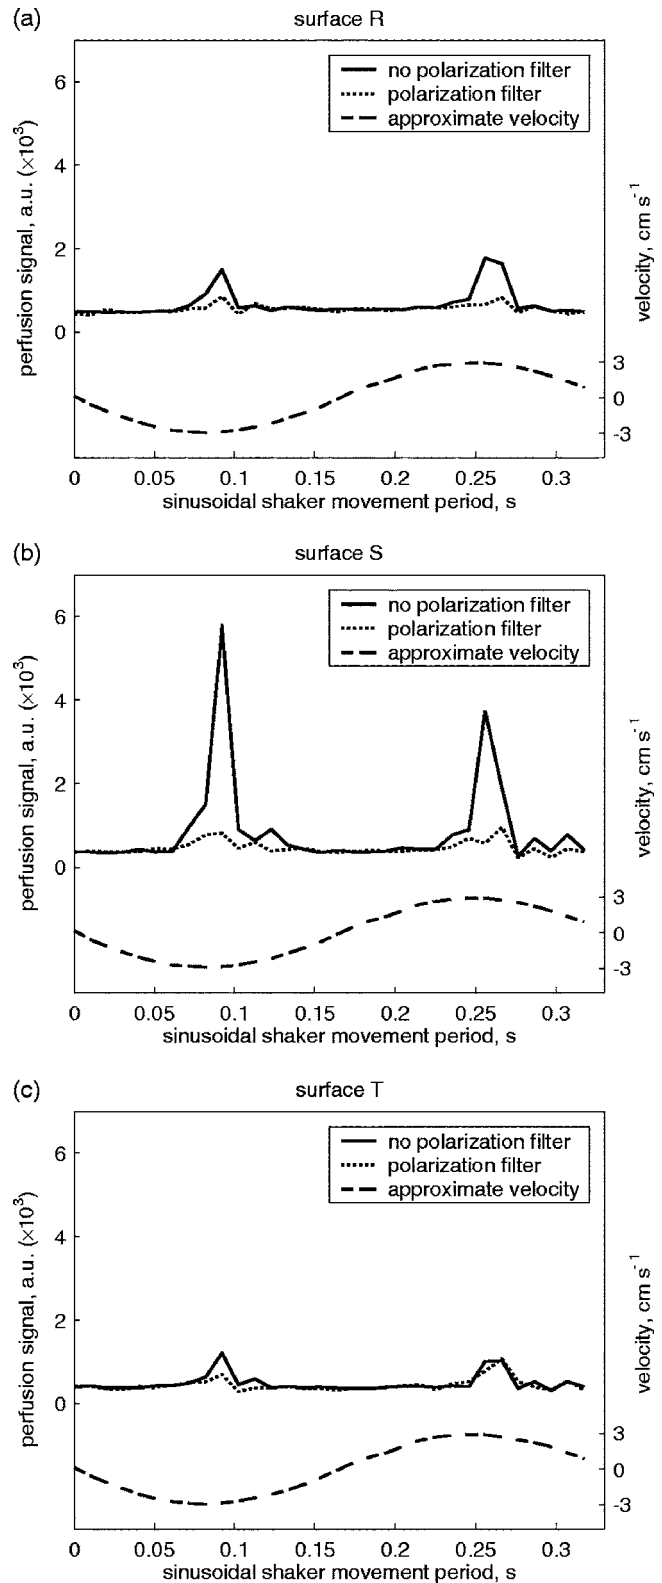 (a)
surface R
no polarization filter
polarization filter
approximate velocity
perfusion signal, a.u. (×10³)
6
4
2
0
velocity, cm s⁻¹
3
0
-3
0 0.05 0.1 0.15 0.2 0.25 0.3
sinusoidal shaker movement period, s
(b)
surface S
no polarization filter
polarization filter
approximate velocity
perfusion signal, a.u. (×10³)
6
4
2
0
velocity, cm s⁻¹
3
0
-3
0 0.05 0.1 0.15 0.2 0.25 0.3
sinusoidal shaker movement period, s
(c)
surface T
no polarization filter
polarization filter
approximate velocity
perfusion signal, a.u. (×10³)
6
4
2
0
velocity, cm s⁻¹
3
0
-3
0 0.05 0.1 0.15 0.2 0.25 0.3
sinusoidal shaker movement period, s